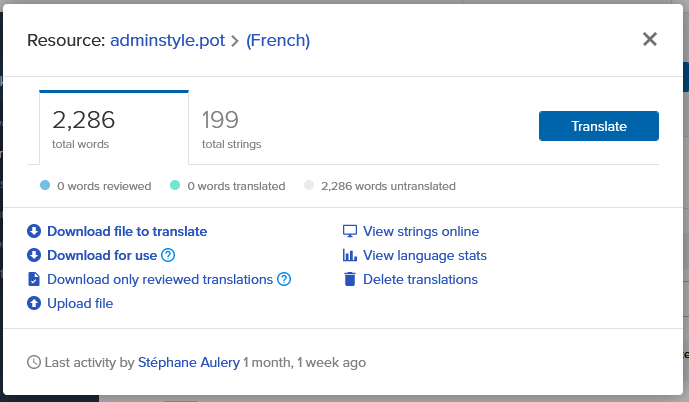 Resource: adminstyle.pot > (French)
2,286
total words
199
total strings
Translate
0 words reviewed
0 words translated
2,286 words untranslated
Download file to translate
View strings online
Download for use ?
View language stats
Download only reviewed translations ?
Delete translations
Upload file
Last activity by Stéphane Aulery 1 month, 1 week ago